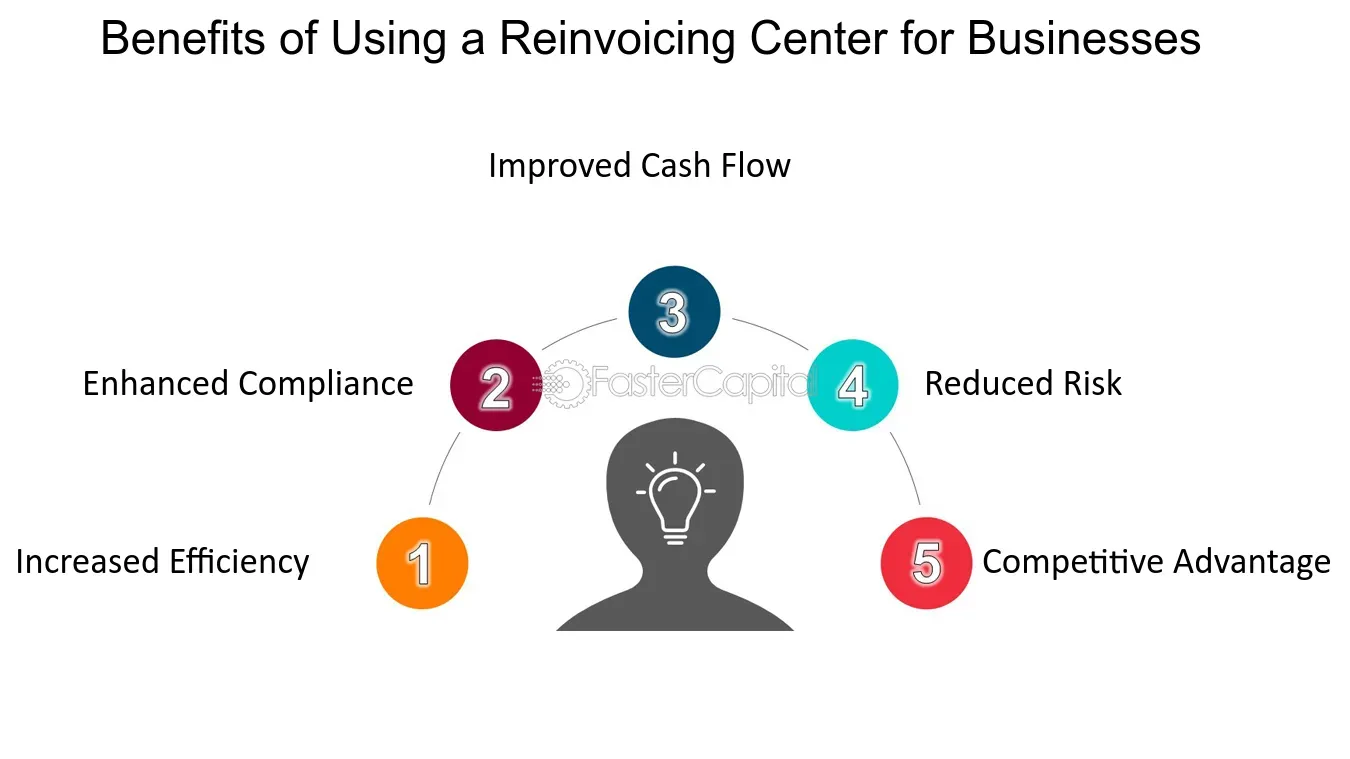 Benefits of Using a Reinvoicing Center for Businesses
Improved Cash Flow
3
Enhanced Compliance
2
FasterCapital
4
Reduced Risk
Increased Efficiency
1
5
Competitive Advantage